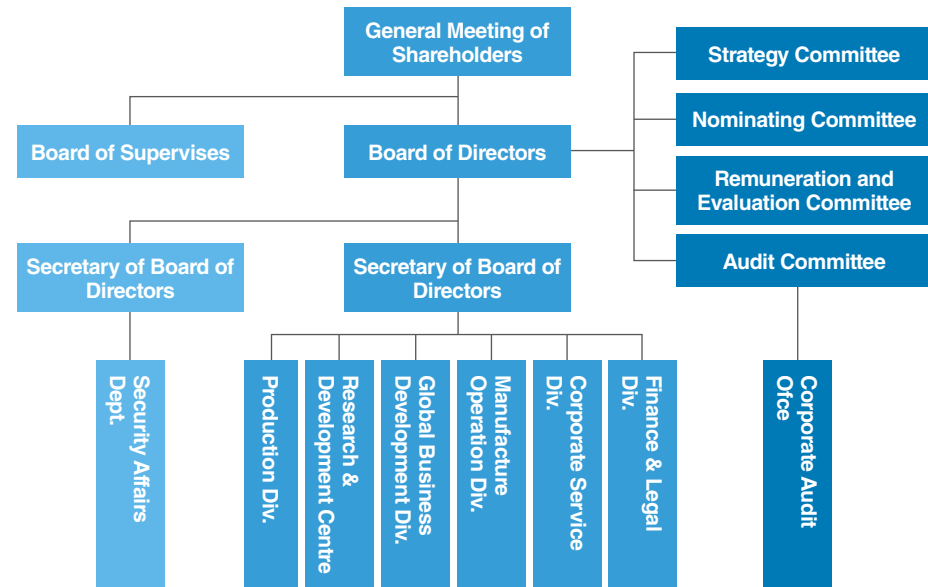 General Meeting of
Shareholders
Strategy Committee
Nominating Committee
Board of Supervises
Board of Directors
Remuneration and
Evaluation Committee
Secretary of Board of
Directors
Secretary of Board of
Directors
Audit Committee
Security Affairs
Dept.
Production Div.
Research &
Development Centre
Global Business
Development Div.
Manufacture
Operation Div.
Corporate Service
Div.
Finance & Legal
Div.
Corporate Audit
Ofce